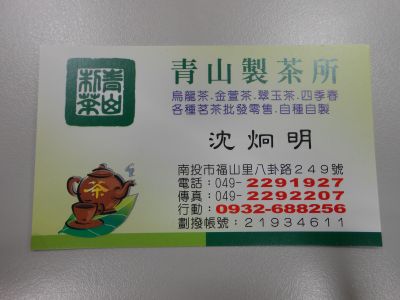 青山製茶
青山製茶所
烏龍茶.金萱茶.翠玉茶.四季春
各種茗茶批發零售.自種自製
沈炯明
茶
南投市福山里八卦路249號
電話:049-2291927
傳真:049-2292207
行動:0932-688256
劃撥帳號:21934611